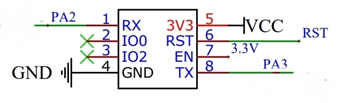 PA2 1 RX 3V3 5 VCC
2 IO0 RST 6 RST
3 IO2 EN 7 3.3V
GND 4 GND TX 8 PA3